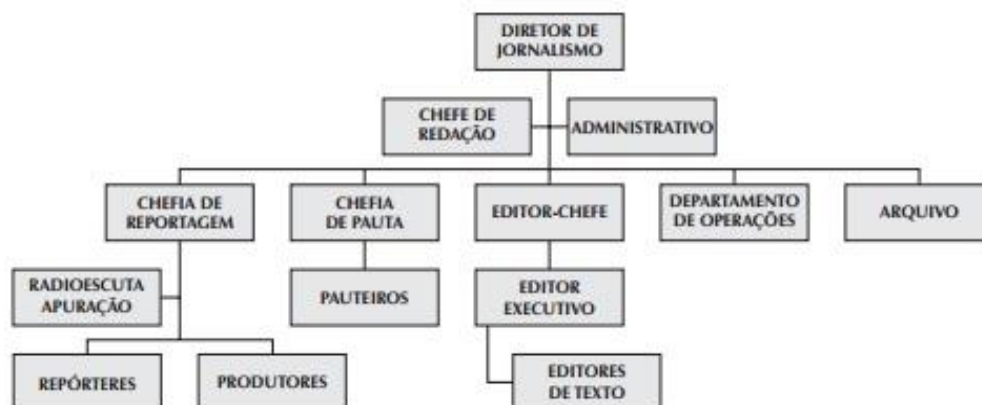 DIRETOR DE
JORNALISMO
CHEFE DE
REDAÇÃO
ADMINISTRATIVO
CHEFIA DE
REPORTAGEM
CHEFIA
DE PAUTA
EDITOR-CHEFE
DEPARTAMENTO
DE OPERAÇÕES
ARQUIVO
RADIOESCUTA
APURAÇÃO
PAUTEIROS
EDITOR
EXECUTIVO
REPÓRTERES
PRODUTORES
EDITORES
DE TEXTO